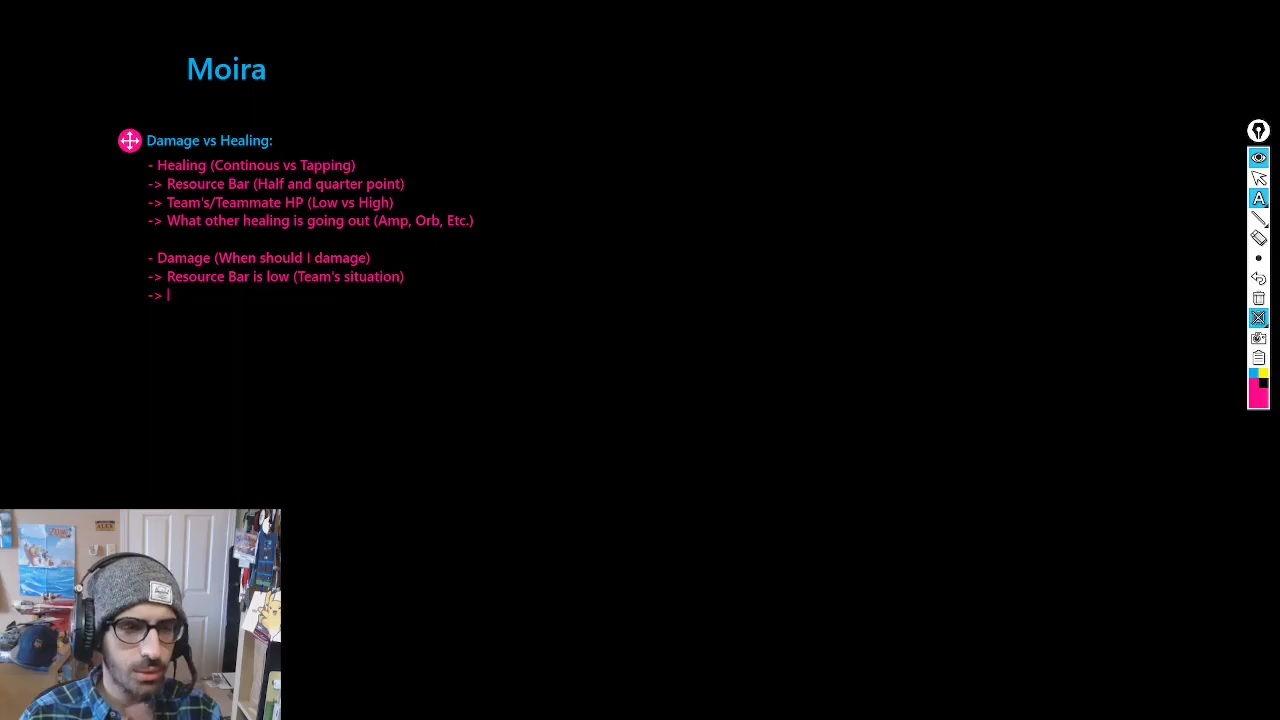 Moira
Damage vs Healing:
- Healing (Continous vs Tapping)
-> Resource Bar (Half and quarter point)
-> Team's/Teammate HP (Low vs High)
-> What other healing is going out (Amp, Orb, Etc.)
- Damage (When should I damage)
-> Resource Bar is low (Team's situation)
->
A
ALEX